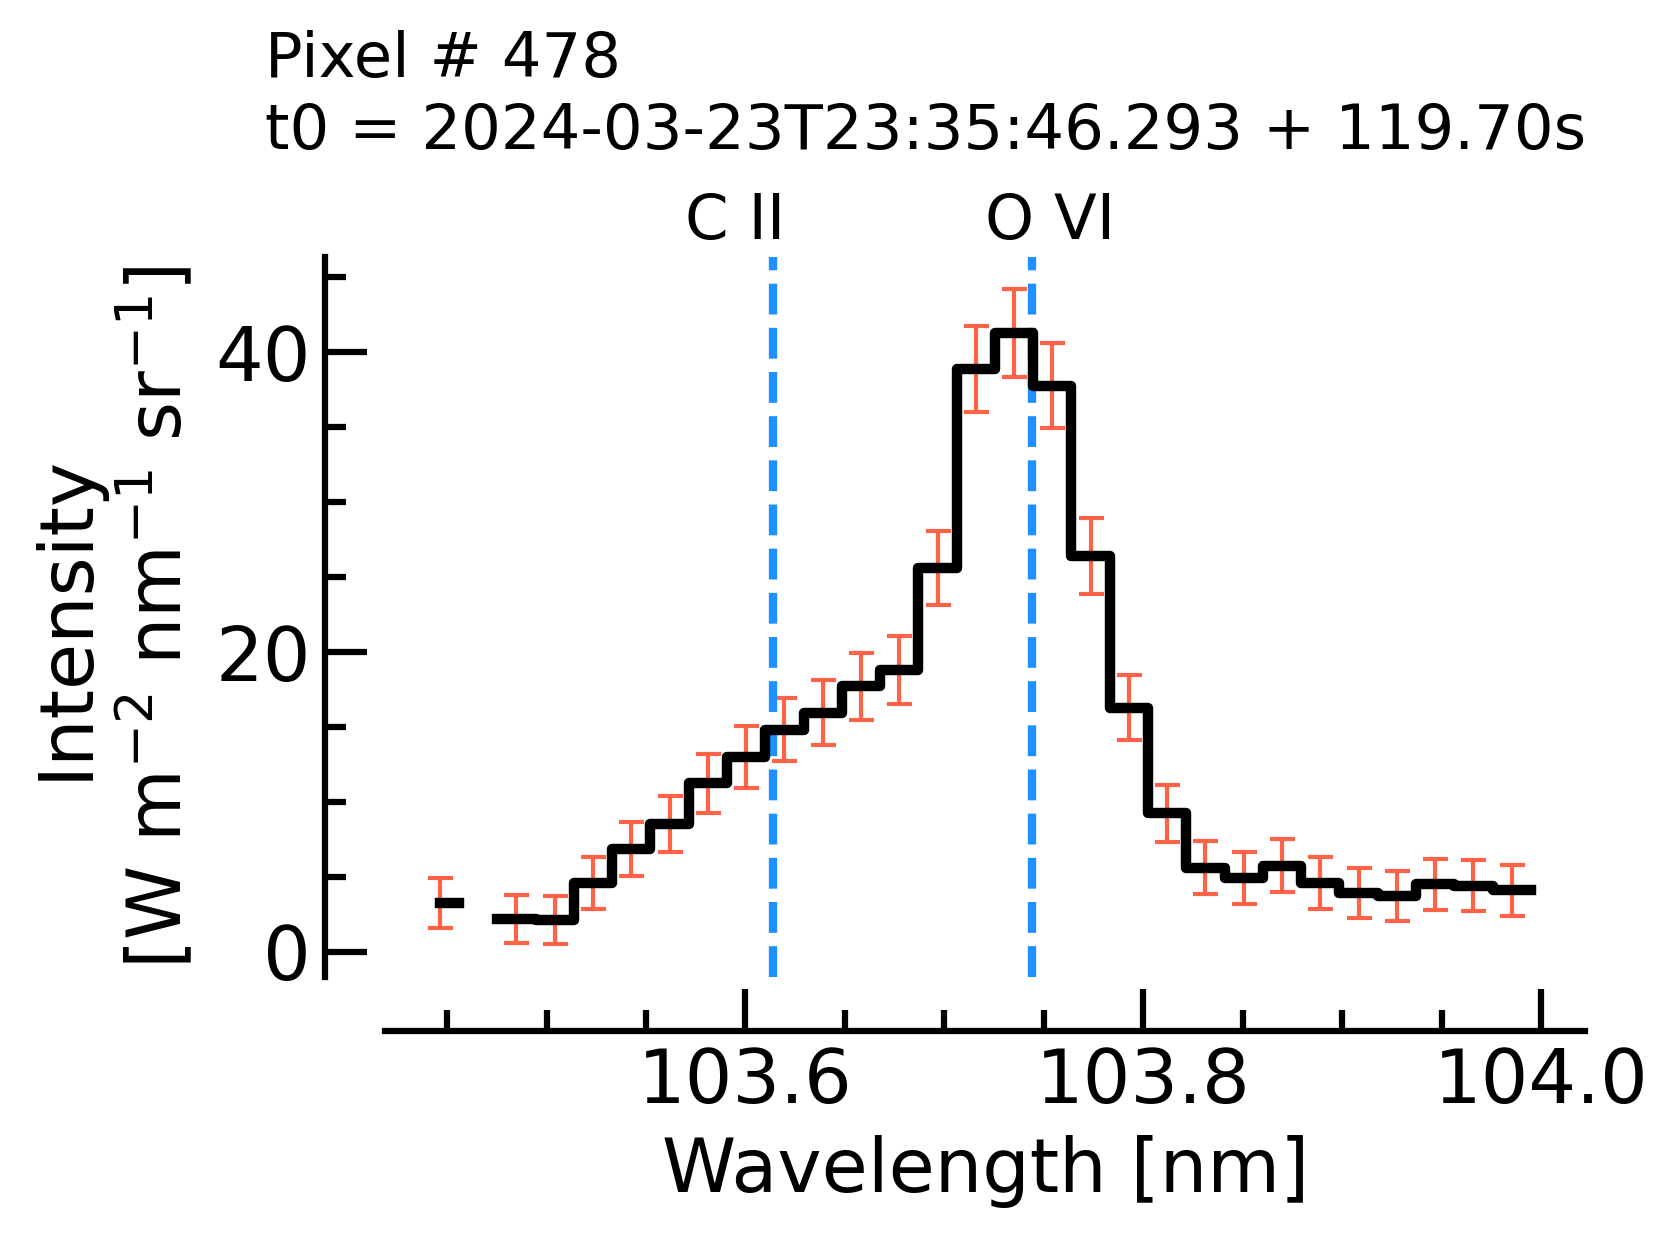 Pixel # 478
t0 = 2024-03-23T23:35:46.293 + 119.70s
C II
O VI
Intensity
[W m⁻² nm⁻¹ sr⁻¹]
40
20
0
103.6
103.8
104.0
Wavelength [nm]